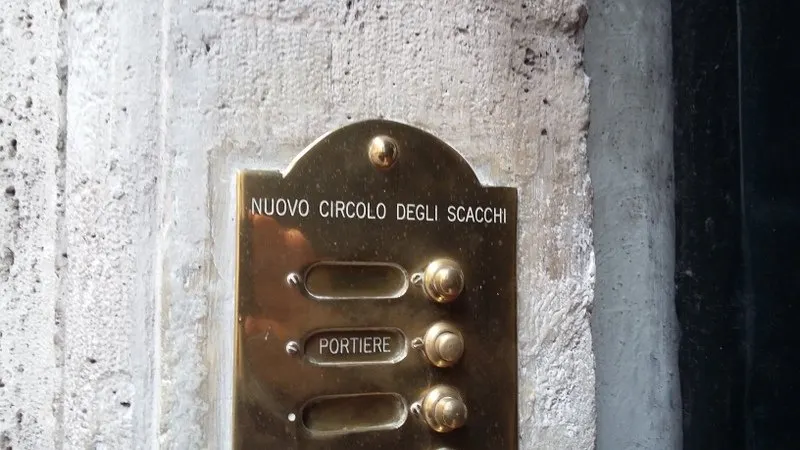 NUOVO CIRCOLO DEGLI SCACCHI
PORTIERE